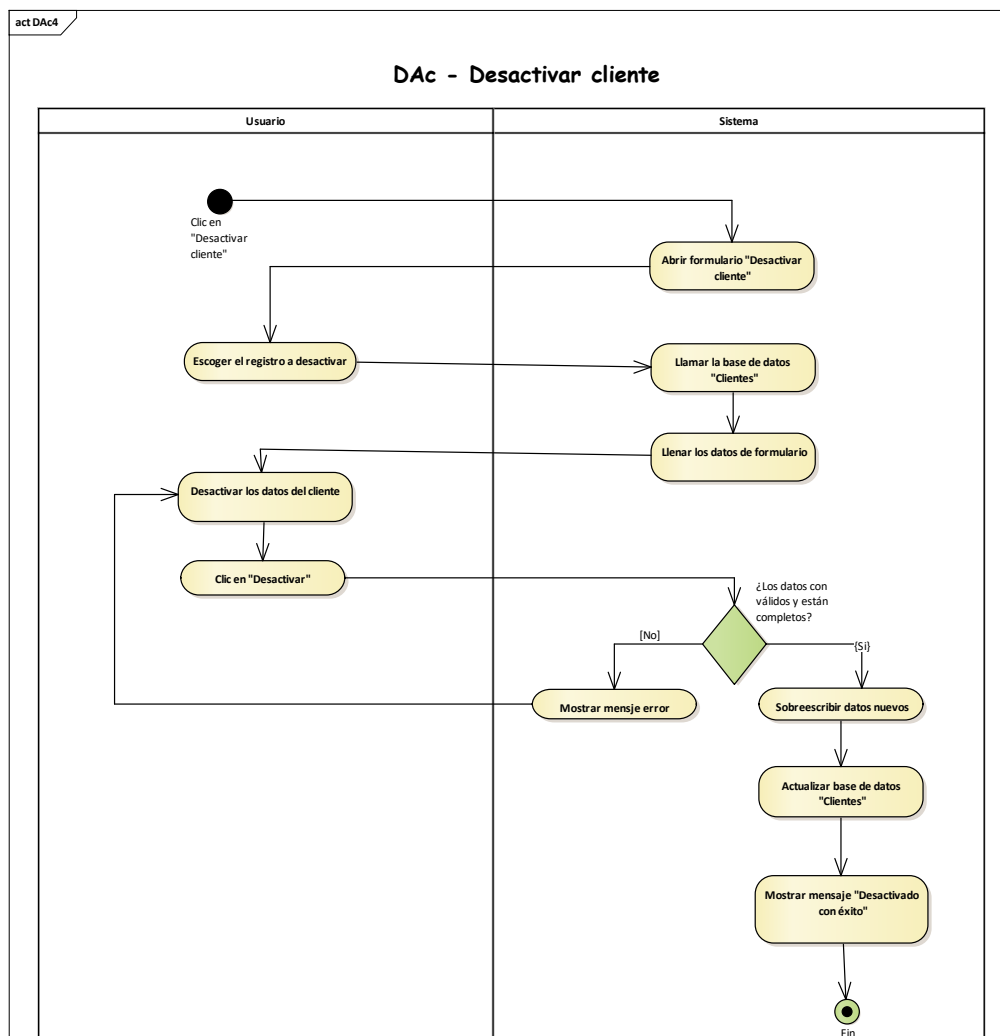 act DAc4
DAc - Desactivar cliente
Usuario
Sistema
Clic en
"Desactivar
cliente"
Abrir formulario "Desactivar
cliente"
Escoger el registro a desactivar
Llamar la base de datos
"Clientes"
Llenar los datos de formulario
Desactivar los datos del cliente
Clic en "Desactivar"
¿Los datos con
válidos y están
completos?
[No]
{Si}
Mostrar mensje error
Sobreescribir datos nuevos
Actualizar base de datos
"Clientes"
Mostrar mensaje "Desactivado
con éxito"
Fin